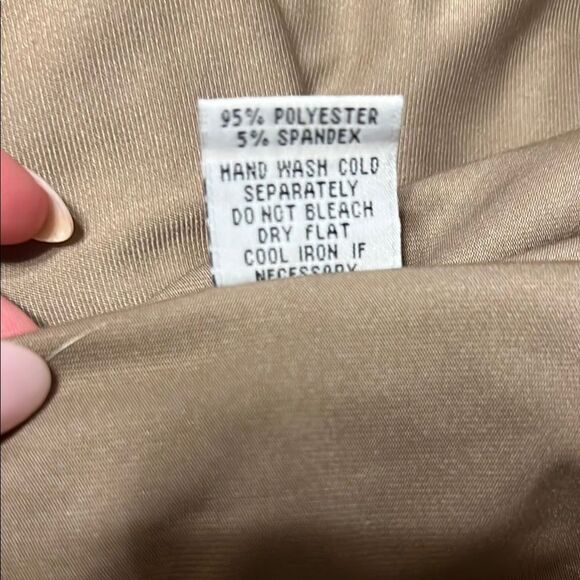 95% POLYESTER
5% SPANDEX
HAND WASH COLD
SEPARATELY
DO NOT BLEACH
DRY FLAT
COOL IRON IF
NECESSARY